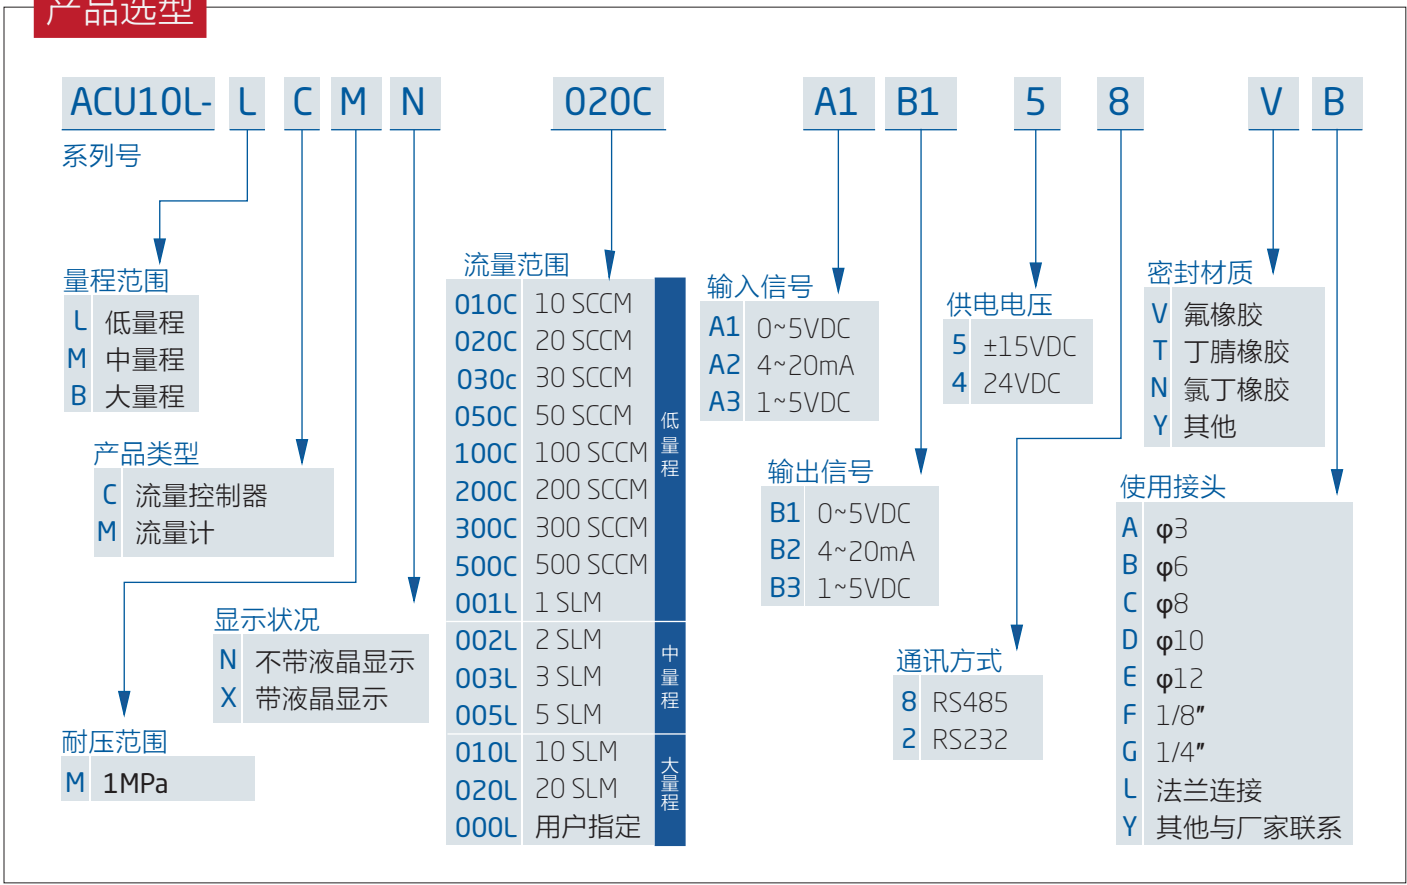 产品选型
ACU10L- L C M N 020C A1 B1 5 8 V B
系列号
量程范围
L 低量程
M 中量程
B 大量程
产品类型
C 流量控制器
M 流量计
耐压范围
M 1MPa
显示状况
N 不带液晶显示
X 带液晶显示
流量范围
010C 10 SCCM
020C 20 SCCM
030c 30 SCCM
050C 50 SCCM
100C 100 SCCM
200C 200 SCCM
300C 300 SCCM
500C 500 SCCM
001L 1 SLM
低量程
002L 2 SLM
003L 3 SLM
005L 5 SLM
中量程
010L 10 SLM
020L 20 SLM
000L 用户指定
大量程
输入信号
A1 0~5VDC
A2 4~20mA
A3 1~5VDC
输出信号
B1 0~5VDC
B2 4~20mA
B3 1~5VDC
供电电压
5 ±15VDC
4 24VDC
通讯方式
8 RS485
2 RS232
密封材质
V 氟橡胶
T 丁腈橡胶
N 氯丁橡胶
Y 其他
使用接头
A φ3
B φ6
C φ8
D φ10
E φ12
F 1/8"
G 1/4"
L 法兰连接
Y 其他与厂家联系